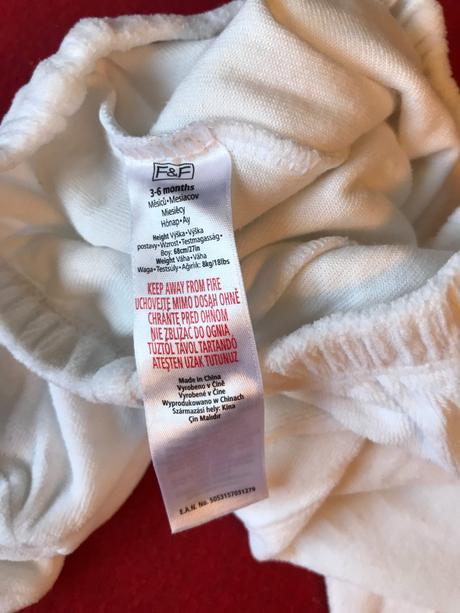 F&F
3-6 months
Měsíců•Mesiacov
Miesięcy
Hónap•Ay
Height Výška•Výška
postavy•Wzrost•Testmagasság•
Boy: 68cm/27in
Weight Váha•Váha
Waga•Testsúly•Ağırlık: 8kg/18lbs
KEEP AWAY FROM FIRE
UCHOVEJTE MIMO DOSAH OHNĚ
CHRÁŇTE PRED OHŇOM
NIE ZBLIŻAĆ DO OGNIA
TŰZTŐL TÁVOL TARTANDÓ
ATEŞTEN UZAK TUTUNUZ
Made in China
Vyrobeno v Číně
Vyrobené v Číne
Wyprodukowano w Chinach
Származási hely: Kína
Çin Malıdır
E.A.N. No. 5053157031279